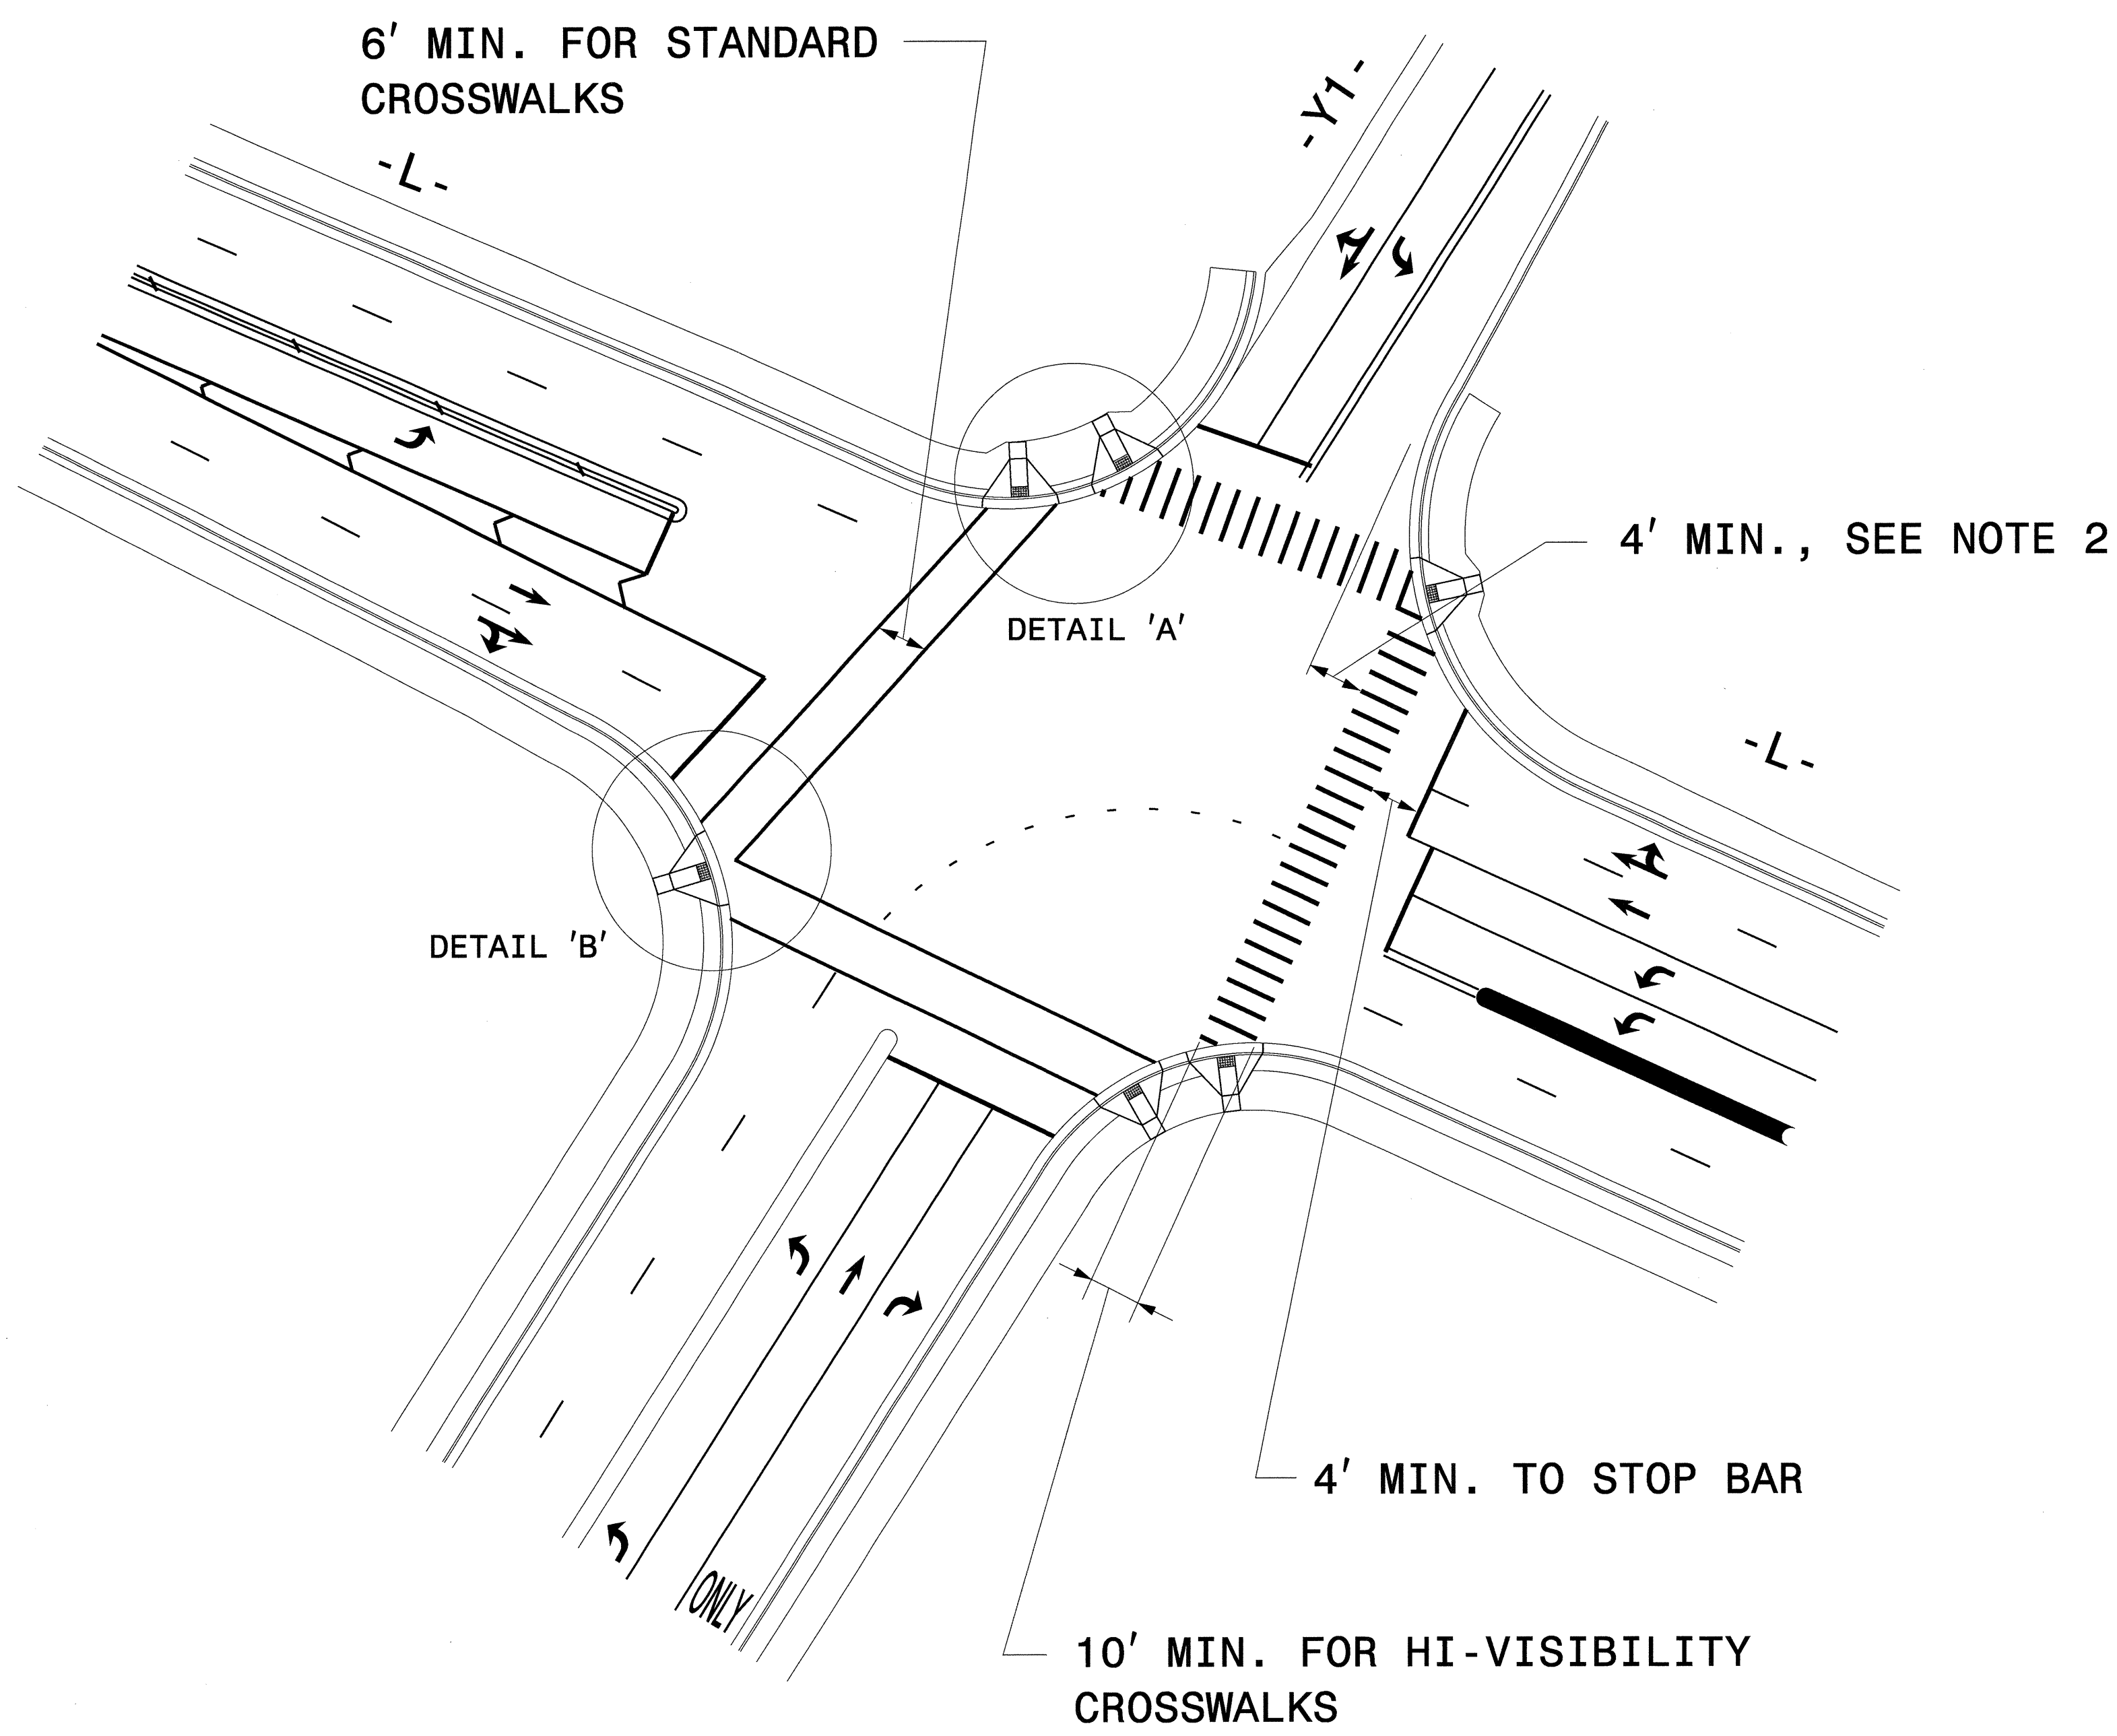 6' MIN. FOR STANDARD
CROSSWALKS
-Y1-
-L-
4' MIN., SEE NOTE 2
DETAIL 'A'
-L-
DETAIL 'B'
4' MIN. TO STOP BAR
ONLY
10' MIN. FOR HI-VISIBILITY
CROSSWALKS